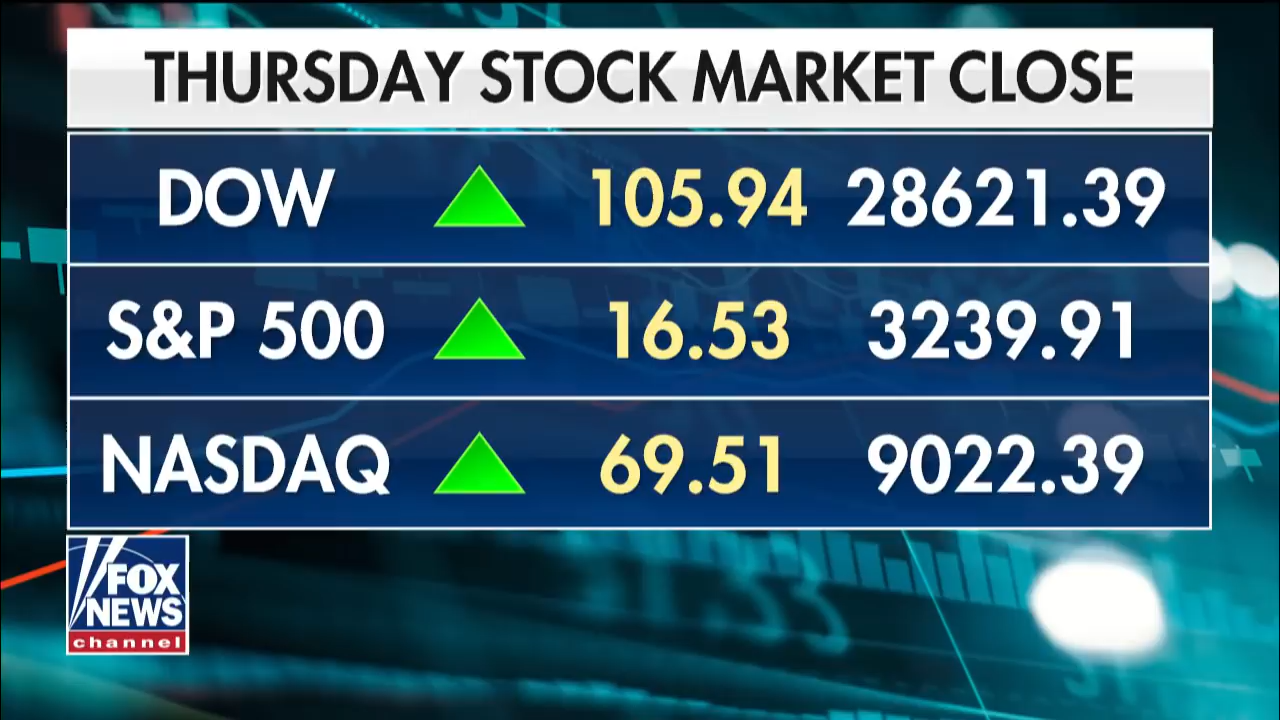 THURSDAY STOCK MARKET CLOSE
DOW 105.94 28621.39
S&P 500 16.53 3239.91
NASDAQ 69.51 9022.39
FOX
NEWS
channel